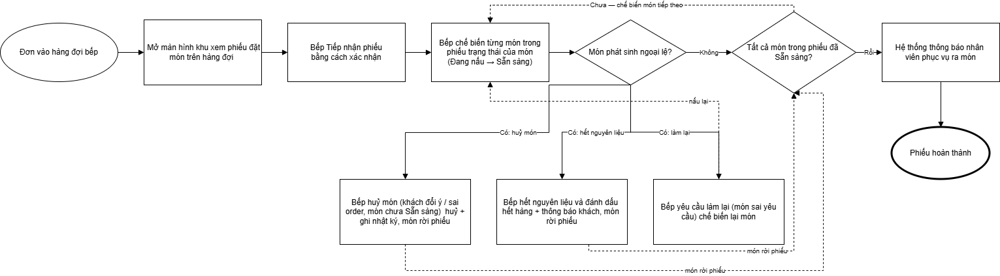 Chưa — chế biến món tiếp theo
Đơn vào hàng đợi bếp
Mở màn hình khu xem phiếu đặt
món trên hàng đợi
Bếp Tiếp nhận phiếu
bằng cách xác nhận
Bếp chế biến từng món trong
phiếu trạng thái của món
(Đang nấu → Sẵn sàng)
Món phát sinh ngoại lệ?
Không
Tất cả món trong phiếu đã
Sẵn sàng?
Rồi
Hệ thống thông báo nhân
viên phục vụ ra món
nấu lại
Có: huỷ món
Có: hết nguyên liệu
Có: làm lại
Phiếu hoàn thành
Bếp huỷ món (khách đổi ý / sai
order, món chưa Sẵn sàng) huỷ +
ghi nhật ký, món rời phiếu
Bếp hết nguyên liệu và đánh dấu
hết hàng + thông báo khách, món
rời phiếu
Bếp yêu cầu làm lại (món sai yêu
cầu) chế biến lại món
món rời phiếu
món rời phiếu